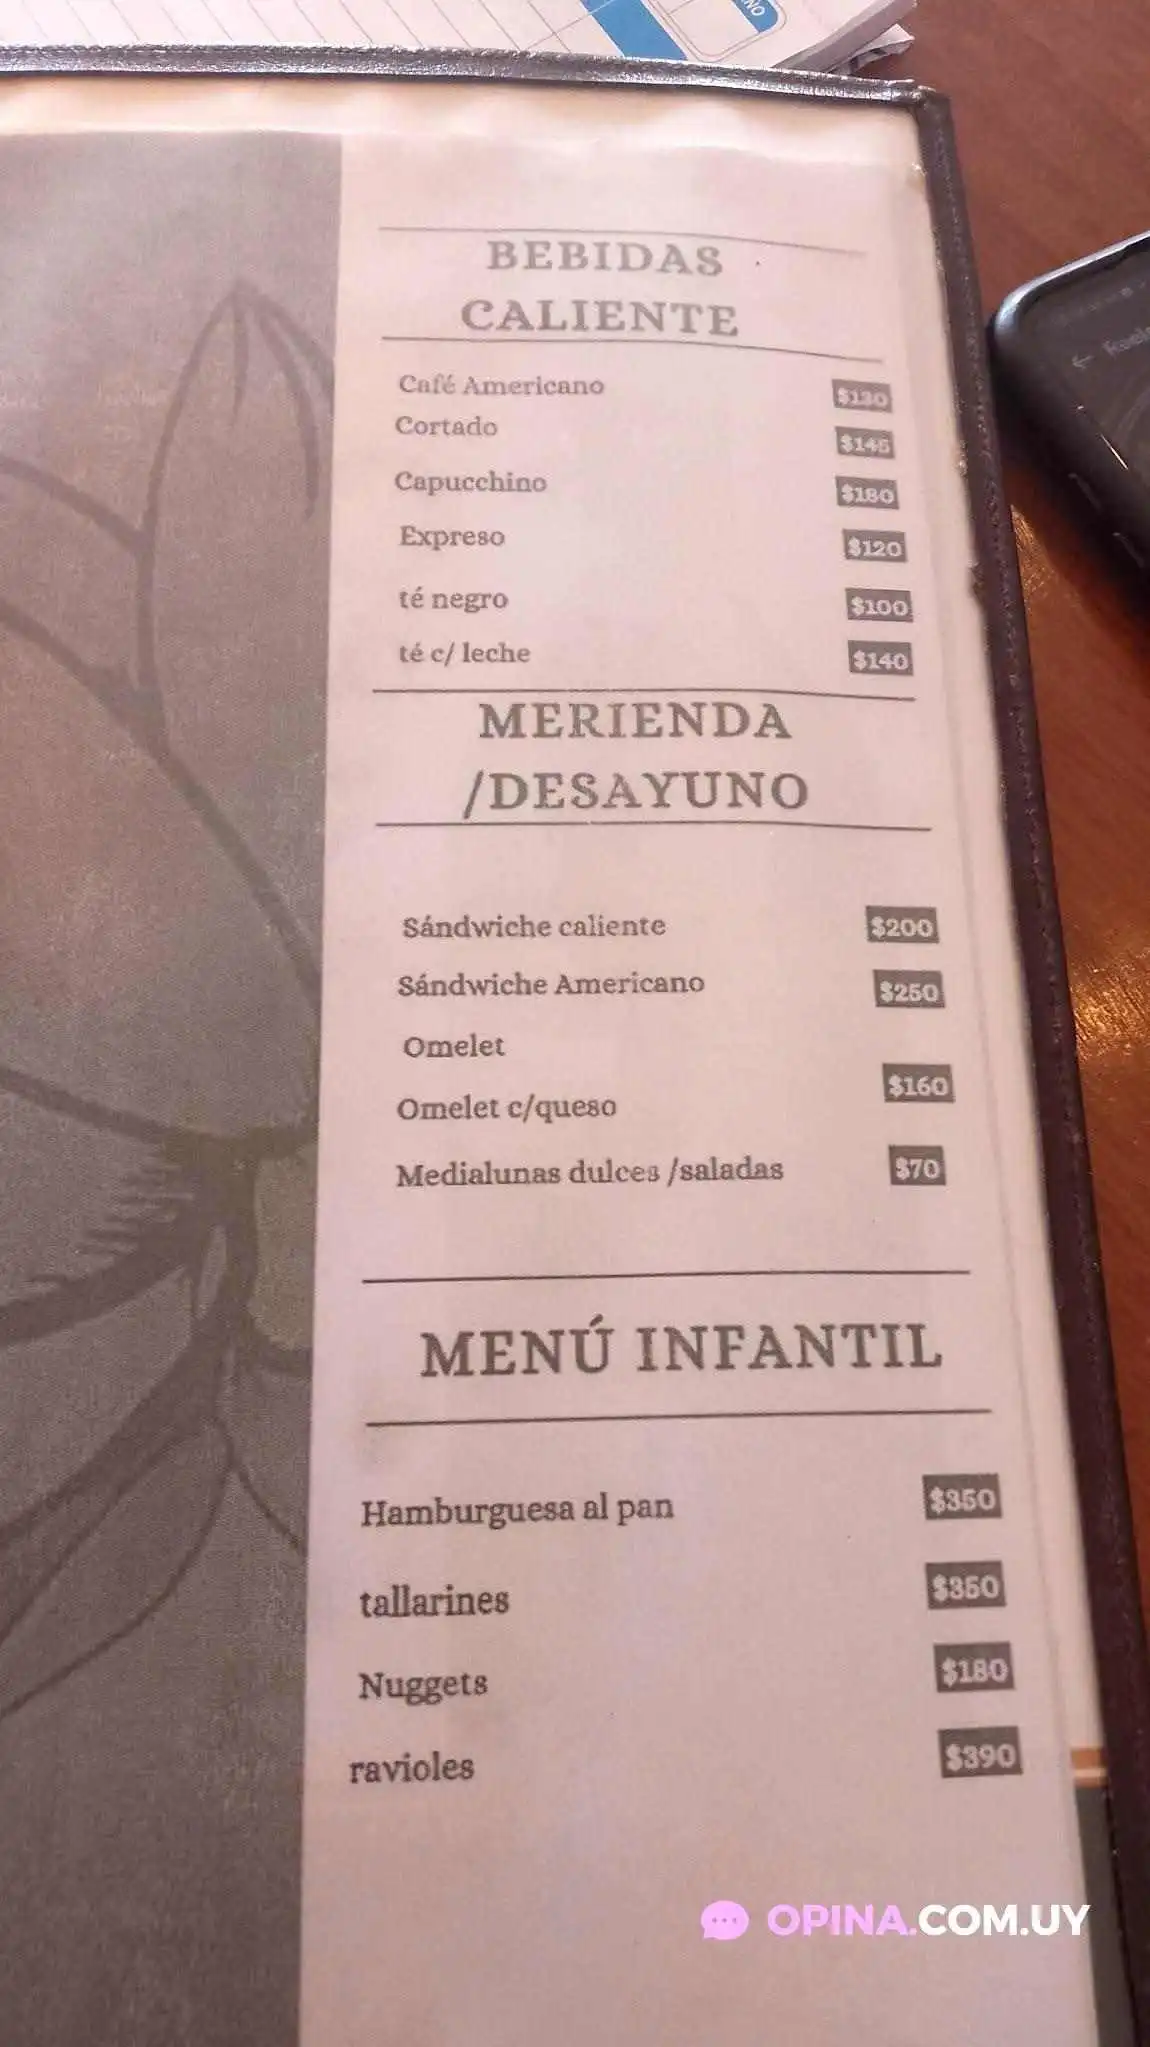 BEBIDAS
CALIENTE
Café Americano $130
Cortado $145
Capucchino $180
Expreso $120
té negro $100
té c/ leche $140
MERIENDA
/DESAYUNO
Sándwiche caliente $200
Sándwiche Americano $250
Omelet
$160
Omelet c/queso
Medialunas dulces /saladas $70
MENÚ INFANTIL
Hamburguesa al pan $350
tallarines $350
Nuggets $180
ravioles $390
OPINA.COM.UY